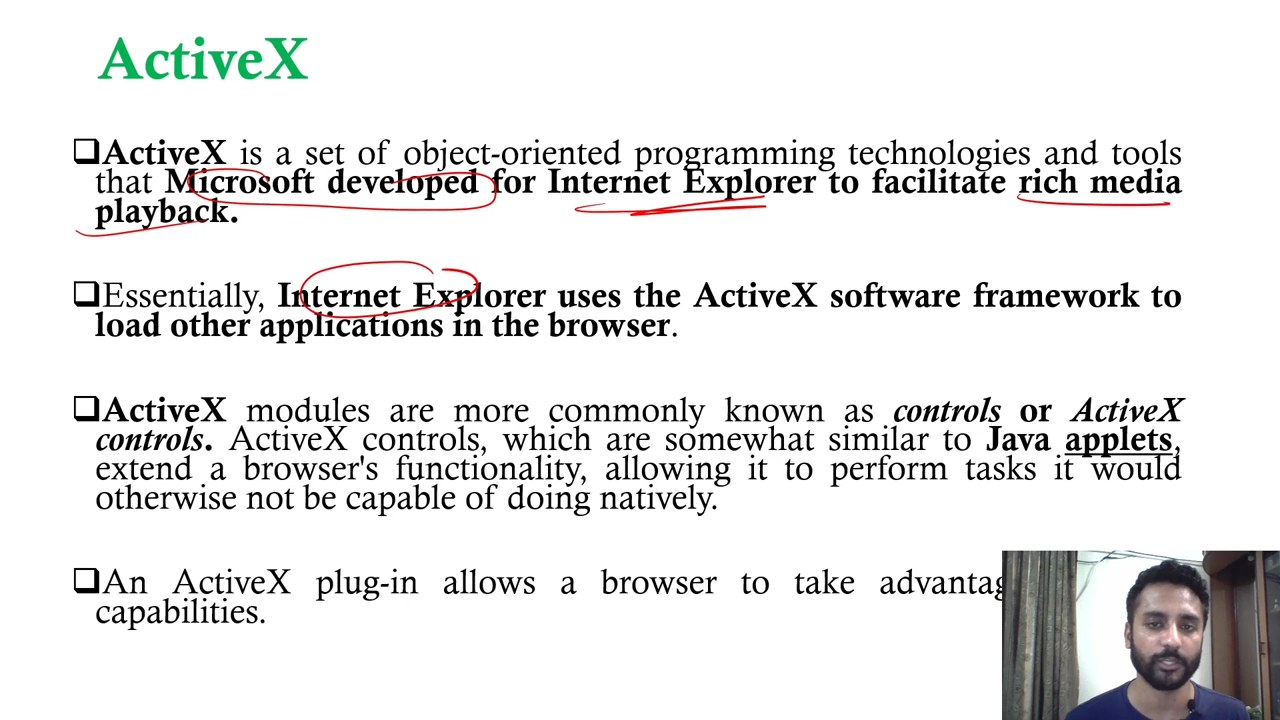 ActiveX
❑ActiveX is a set of object-oriented programming technologies and tools
that Microsoft developed for Internet Explorer to facilitate rich media
playback.
❑Essentially, Internet Explorer uses the ActiveX software framework to
load other applications in the browser.
❑ActiveX modules are more commonly known as controls or ActiveX
controls. ActiveX controls, which are somewhat similar to Java applets,
extend a browser's functionality, allowing it to perform tasks it would
otherwise not be capable of doing natively.
❑An ActiveX plug-in allows a browser to take
capabilities.